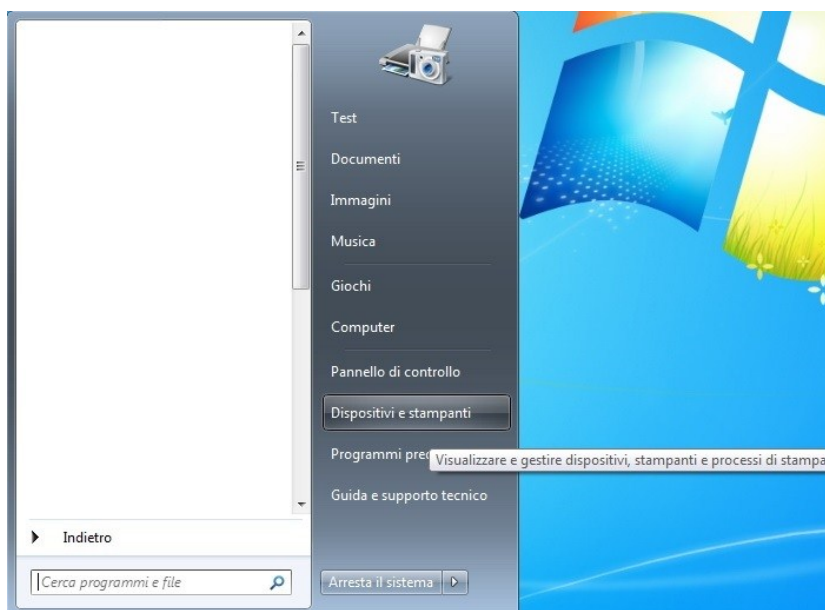 Test
Documenti
Immagini
Musica
Giochi
Computer
Pannello di controllo
Dispositivi e stampanti
Programmi pred
Visualizzare e gestire dispositivi, stampanti e processi di stampa
Guida e supporto tecnico
Indietro
Cerca programmi e file
Arresta il sistema